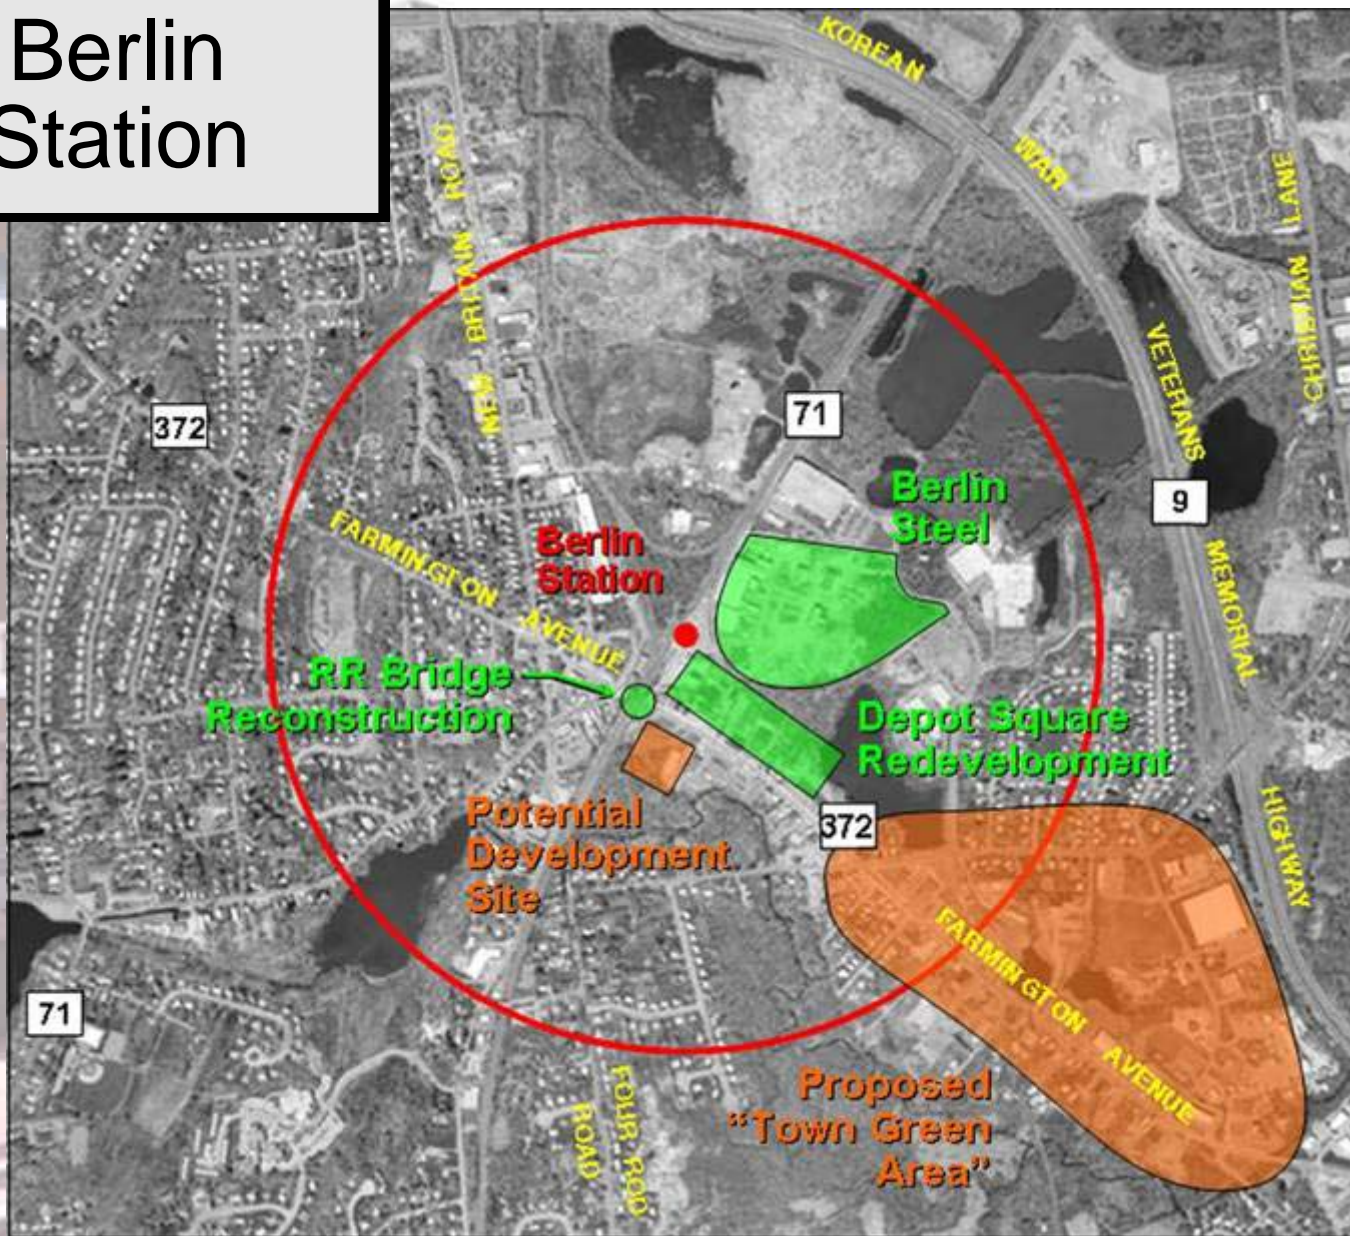 Berlin
Station
KOREAN
WAR
VETERANS
MEMORIAL
HIGHWAY
CHRISTIAN LANE
NEW BRITAIN ROAD
372
71
9
Berlin
Steel
FARMINGTON AVENUE
Berlin
Station
RR Bridge
Reconstruction
Depot Square
Redevelopment
Potential
Development
Site
372
FARMINGTON AVENUE
71
Proposed
“Town Green
Area”
FOUR ROD
ROAD